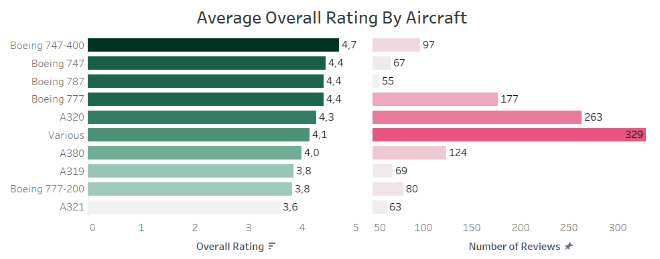 Average Overall Rating By Aircraft
Boeing 747-400 4,7 97
Boeing 747 4,4 67
Boeing 787 4,4 55
Boeing 777 4,4 177
A320 4,3 263
Various 4,1 329
A380 4,0 124
A319 3,8 69
Boeing 777-200 3,8 80
A321 3,6 63
0 1 2 3 4 5 50 100 150 200 250 300
Overall Rating Number of Reviews